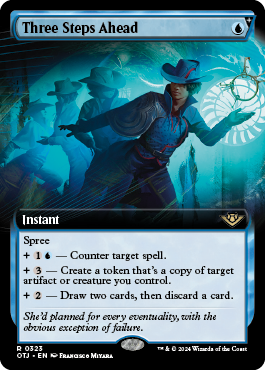 Three Steps Ahead
Instant
Spree
+ 1 — Counter target spell.
+ 3 — Create a token that's a copy of target
artifact or creature you control.
+ 2 — Draw two cards, then discard a card.
She'd planned for every eventuality, with the
obvious exception of failure.
R 0323
OTJ • EN Francisco Miyara
™ & © 2024 Wizards of the Coast